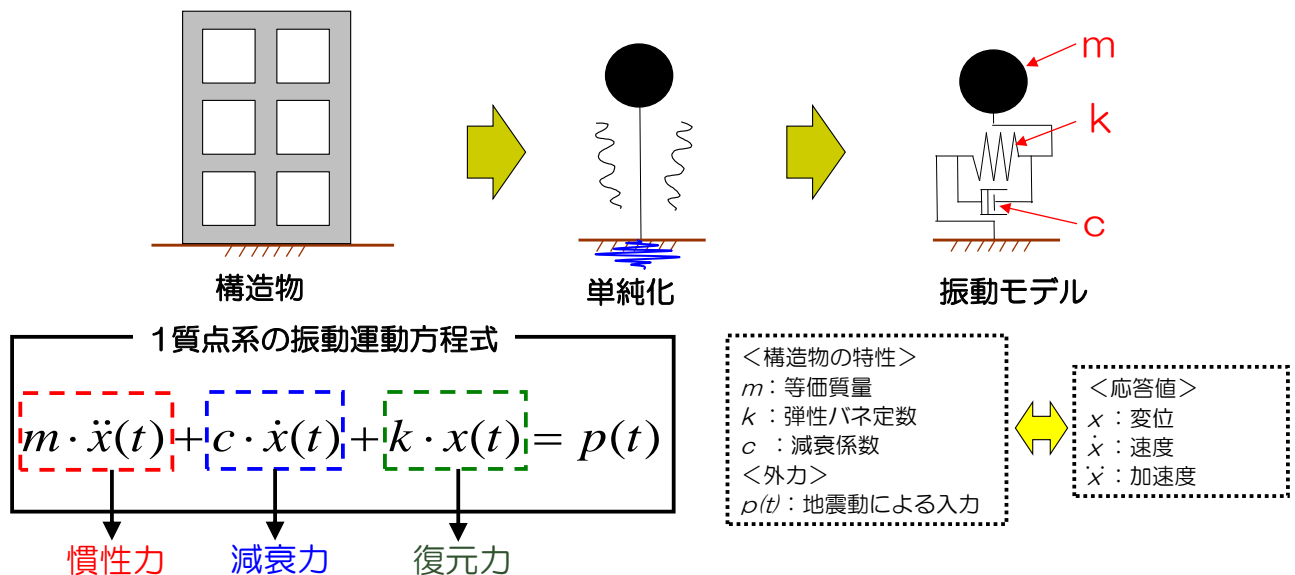 m
k
c
構造物
単純化
振動モデル
1質点系の振動運動方程式
m · ẍ(t) + c · ẋ(t) + k · x(t) = p(t)
慣性力
減衰力
復元力
<構造物の特性>
m：等価質量
k：弾性バネ定数
c：減衰係数
<外力>
p(t)：地震動による入力
<応答値>
x：変位
ẋ：速度
ẍ：加速度